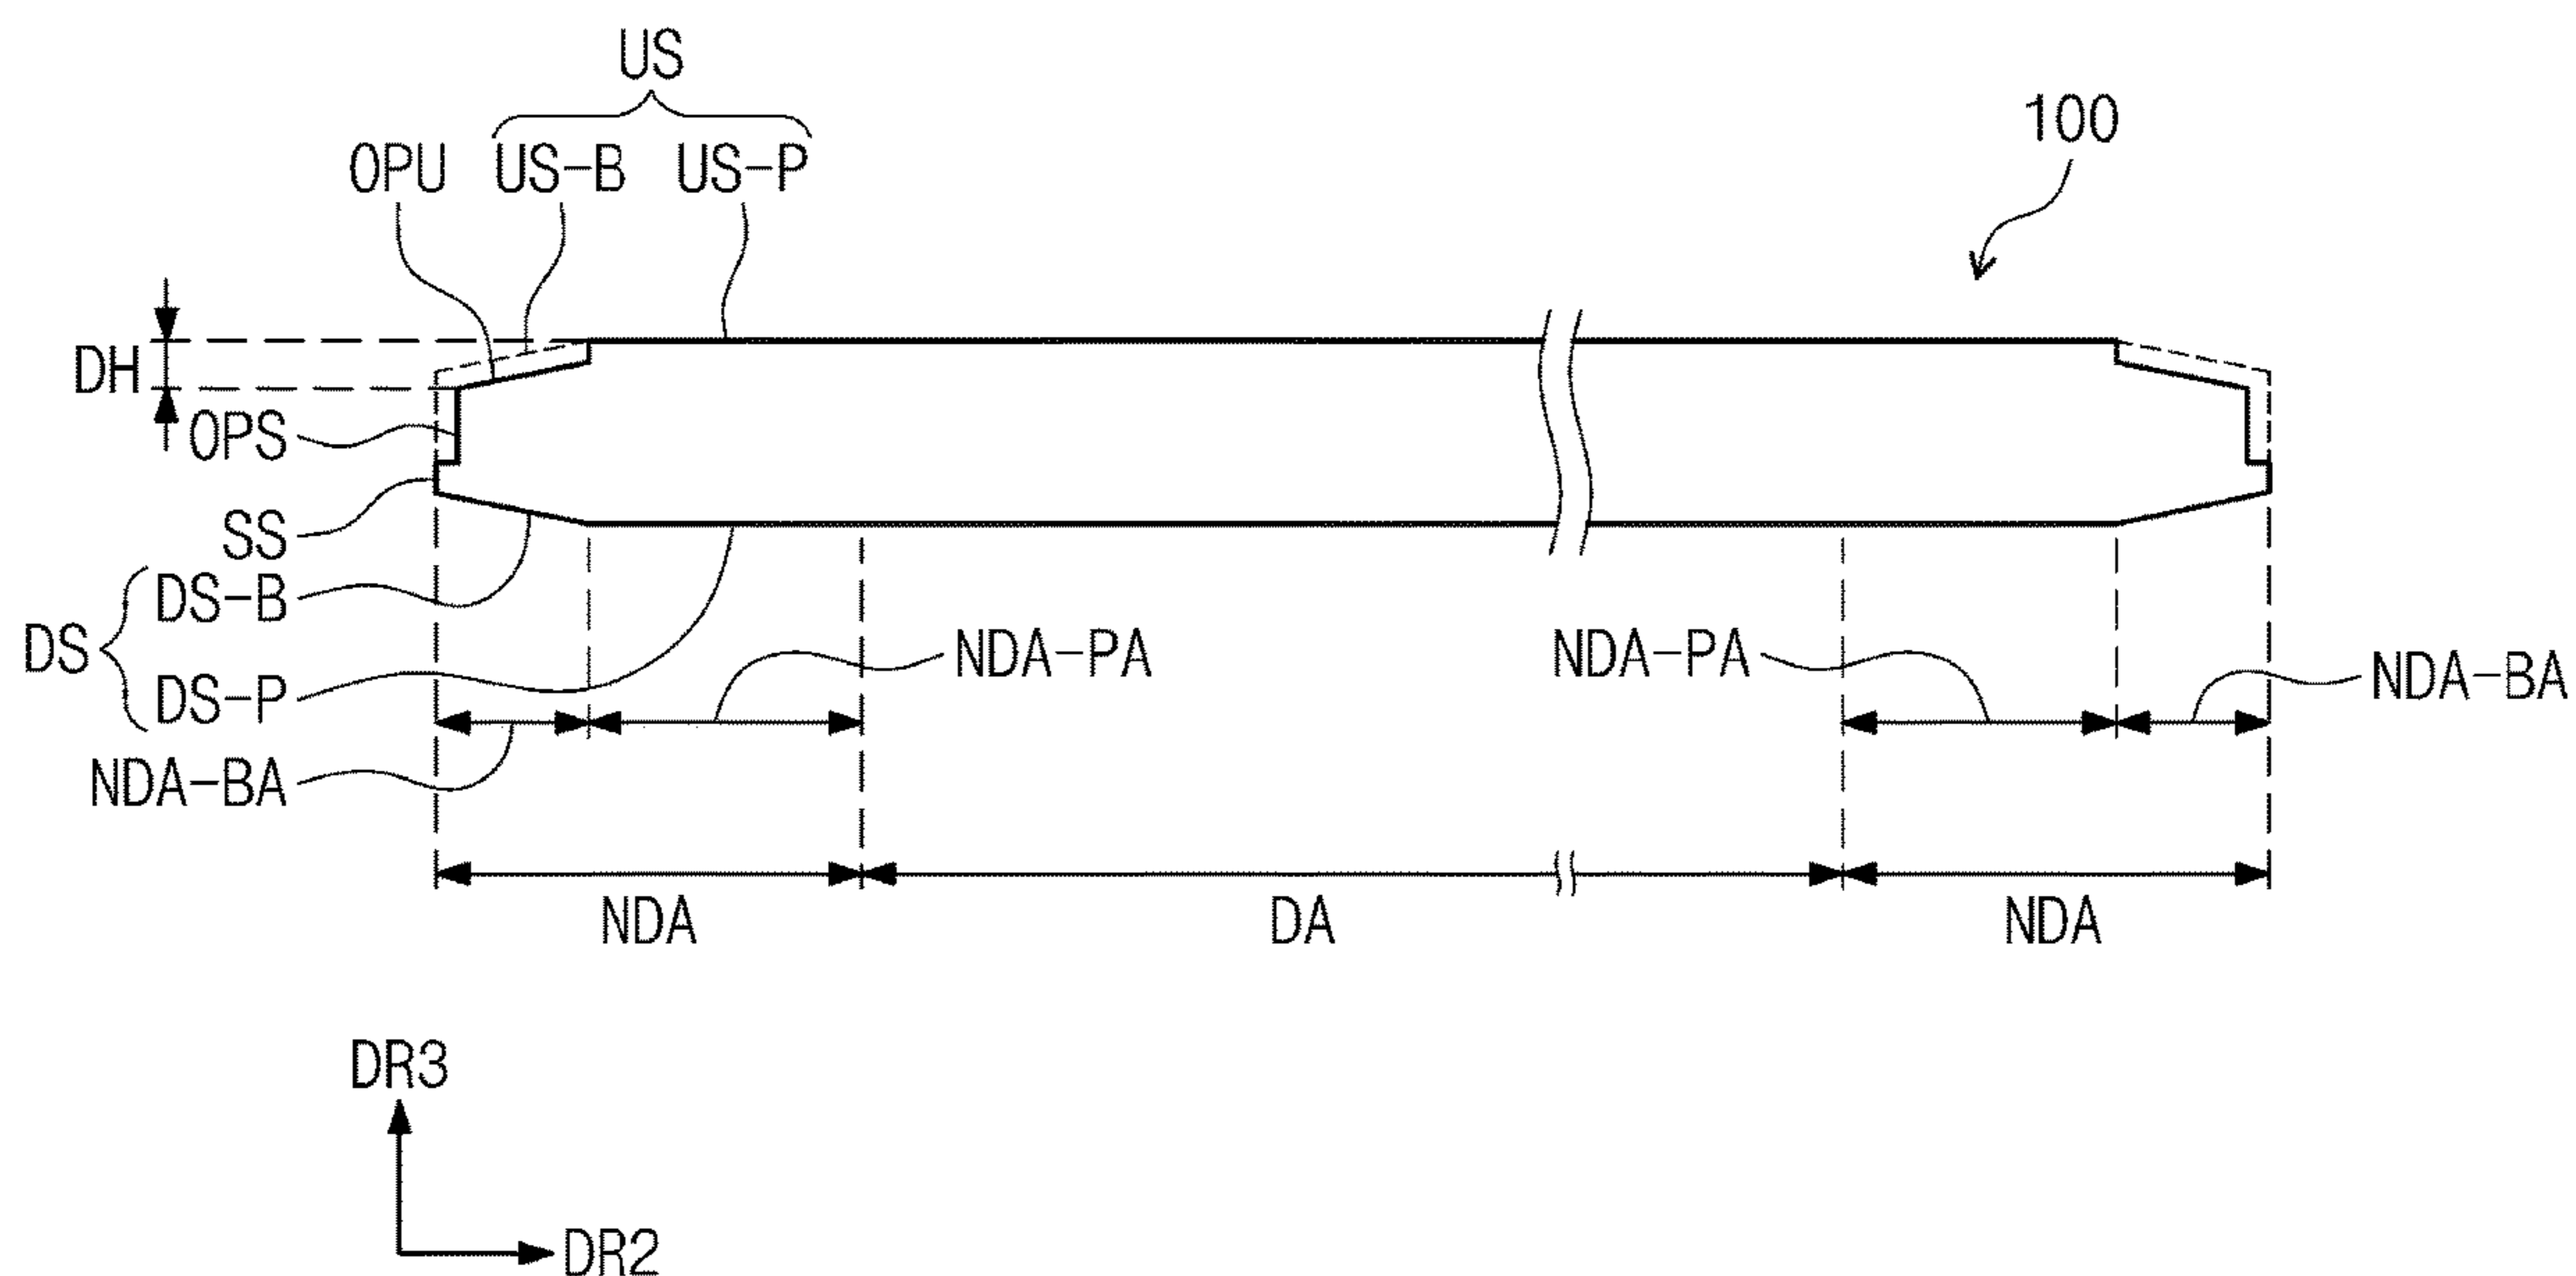 US
OPU US-B US-P
100
DH
OPS
SS
DS-B
DS
DS-P
NDA-PA NDA-PA
NDA-BA
NDA-BA
NDA DA NDA
DR3
DR2